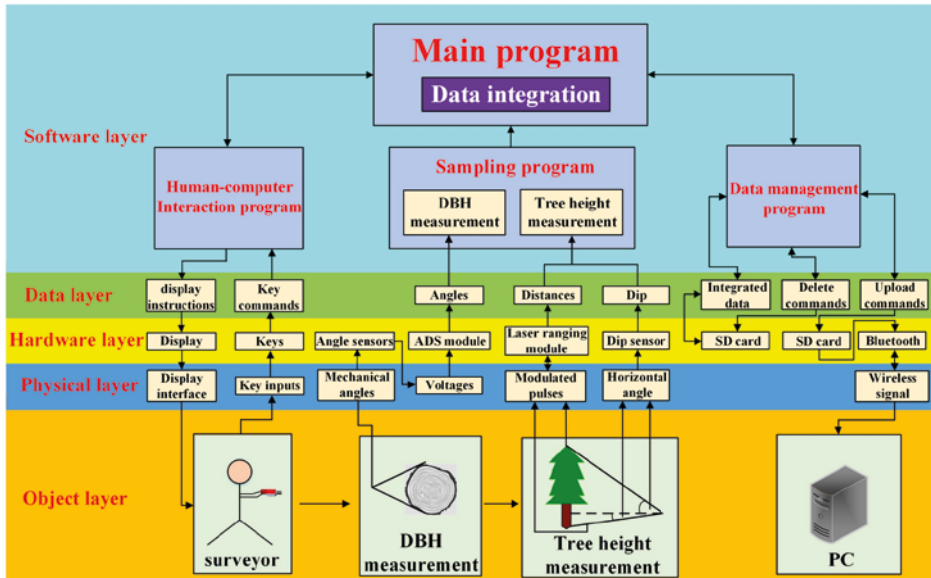 Main program
Data integration
Software layer
Human-computer
Interaction program
Sampling program
DBH
measurement
Tree height
measurement
Data management
program
Data layer
display
instructions
Key
commands
Angles
Distances
Dip
Integrated
data
Delete
commands
Upload
commands
Hardware layer
Display
Keys
Angle sensors
ADS module
Laser ranging
module
Dip sensor
SD card
SD card
Bluetooth
Physical layer
Display
interface
Key inputs
Mechanical
angles
Voltages
Modulated
pulses
Horizontal
angle
Wireless
signal
Object layer
surveyor
DBH
measurement
Tree height
measurement
PC